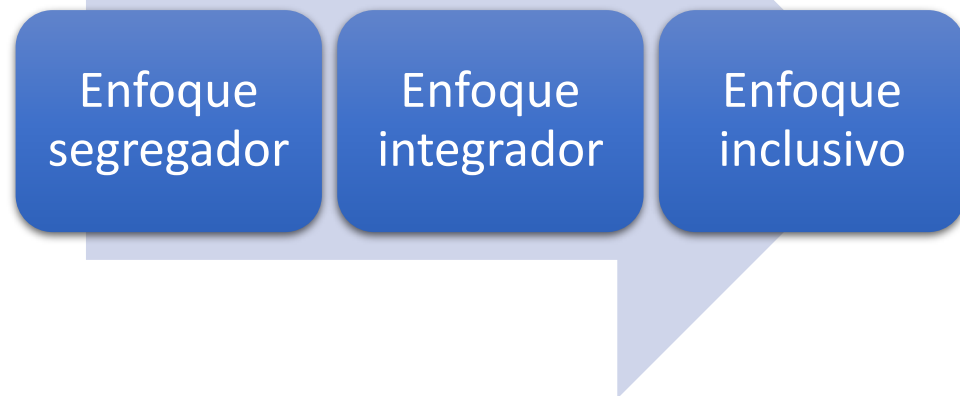 Enfoque
segregador
Enfoque
integrador
Enfoque
inclusivo